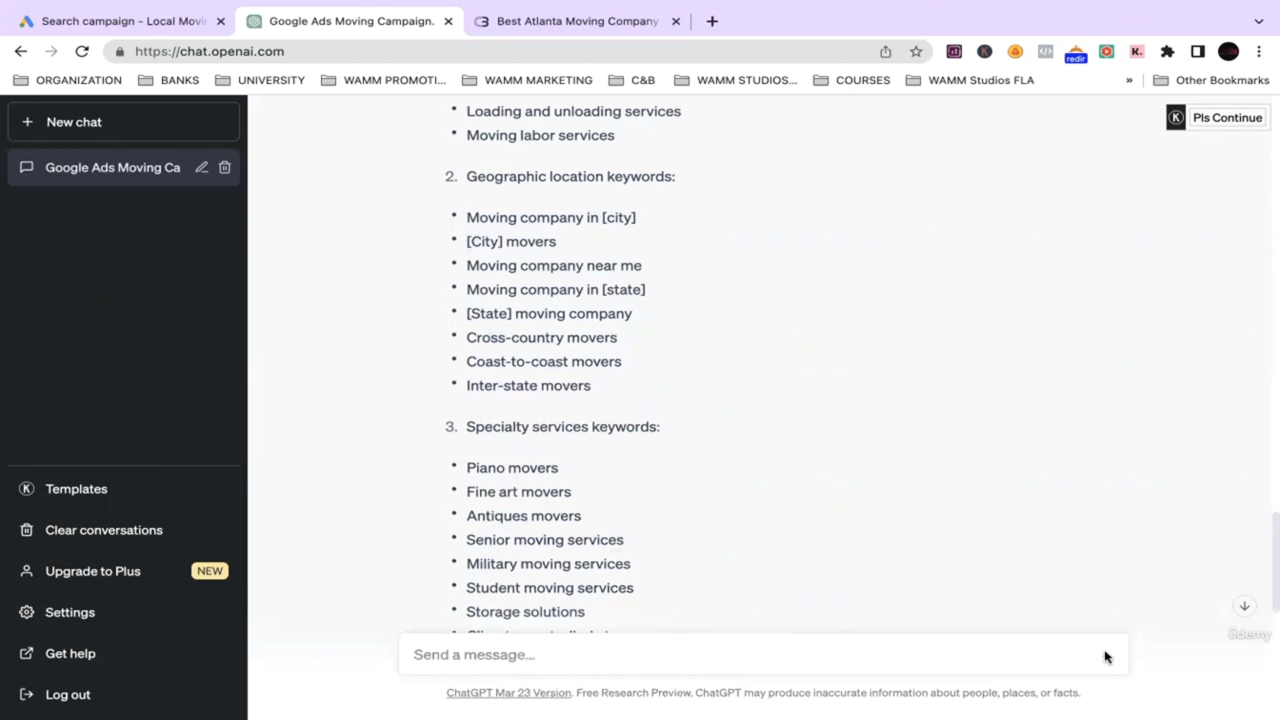 Search campaign - Local Movi
Google Ads Moving Campaign.
Best Atlanta Moving Company
https://chat.openai.com
redir
K.
ORGANIZATION
BANKS
UNIVERSITY
WAMM PROMOTI...
WAMM MARKETING
C&B
WAMM STUDIOS...
COURSES
WAMM Studios FLA
»
Other Bookmarks
New chat
Google Ads Moving Ca
Templates
Clear conversations
Upgrade to Plus NEW
Settings
Get help
Log out
K Pls Continue
• Loading and unloading services
• Moving labor services
2. Geographic location keywords:
• Moving company in [city]
• [City] movers
• Moving company near me
• Moving company in [state]
• [State] moving company
• Cross-country movers
• Coast-to-coast movers
• Inter-state movers
3. Specialty services keywords:
• Piano movers
• Fine art movers
• Antiques movers
• Senior moving services
• Military moving services
• Student moving services
• Storage solutions
Send a message...
ChatGPT Mar 23 Version. Free Research Preview. ChatGPT may produce inaccurate information about people, places, or facts.
ûdemy